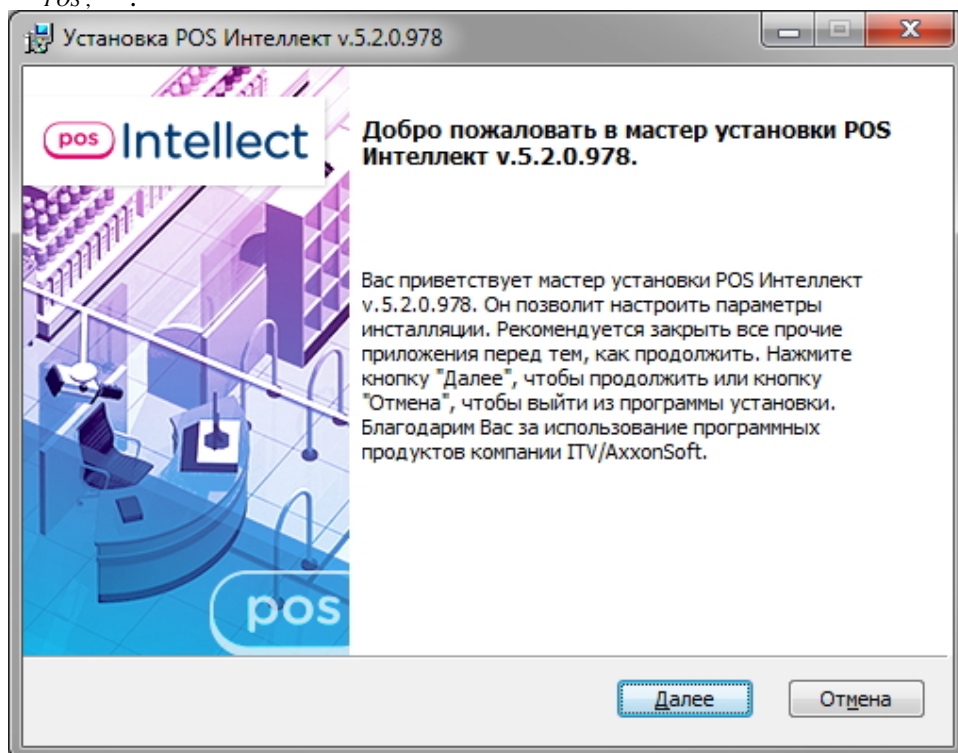 POS ,   .
Установка POS Интеллект v.5.2.0.978
pos Intellect
Добро пожаловать в мастер установки POS
Интеллект v.5.2.0.978.
Вас приветствует мастер установки POS Интеллект
v.5.2.0.978. Он позволит настроить параметры
инсталляции. Рекомендуется закрыть все прочие
приложения перед тем, как продолжить. Нажмите
кнопку "Далее", чтобы продолжить или кнопку
"Отмена", чтобы выйти из программы установки.
Благодарим Вас за использование программных
продуктов компании ITV/AxxonSoft.
pos
Далее
Отмена